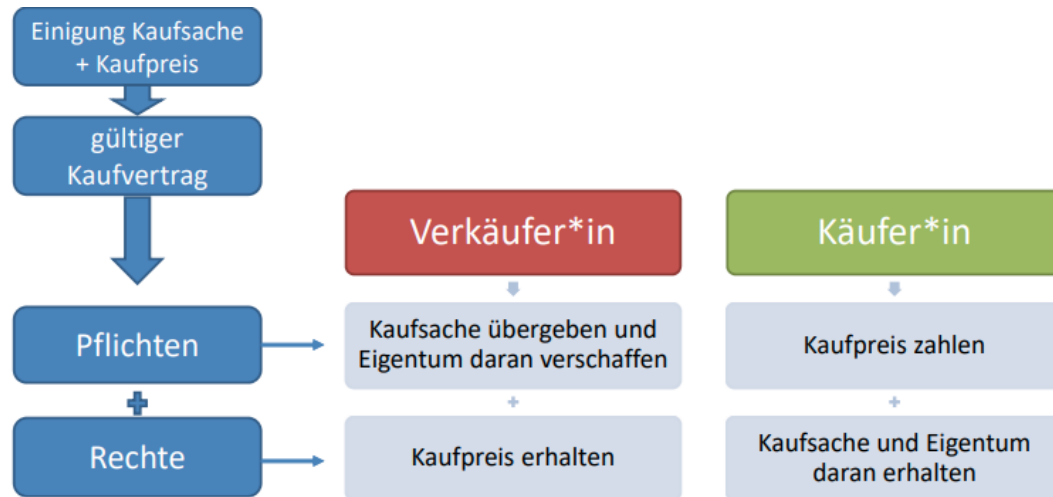 Einigung Kaufsache
+ Kaufpreis
gültiger
Kaufvertrag
Verkäufer*in
Käufer*in
Pflichten
Kaufsache übergeben und
Eigentum daran verschaffen
Kaufpreis zahlen
Rechte
Kaufpreis erhalten
Kaufsache und Eigentum
daran erhalten